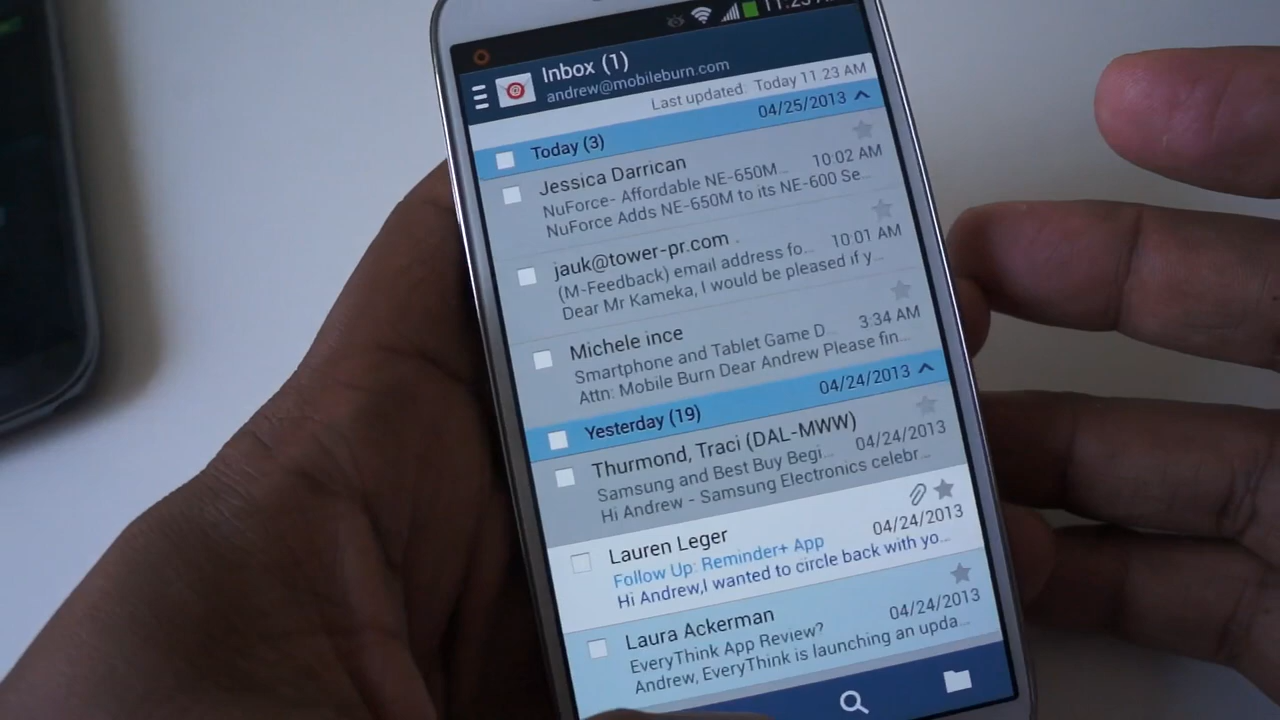 11:23
Inbox (1)
andrew@mobileburn.com
Last updated: Today 11 23 AM
Today (3) 04/25/2013
Jessica Darrican
NuForce- Affordable NE-650M... 10:02 AM
NuForce Adds NE-650M to its NE-600 Se...
jauk@tower-pr.com
(M-Feedback) email address fo... 10:01 AM
Dear Mr Kameka, I would be pleased if y...
Michele ince
Smartphone and Tablet Game D... 3:34 AM
Attn: Mobile Burn Dear Andrew Please fin...
Yesterday (19) 04/24/2013
Thurmond, Traci (DAL-MWW)
Samsung and Best Buy Begi... 04/24/2013
Hi Andrew - Samsung Electronics celebr...
Lauren Leger
Follow Up: Reminder+ App 04/24/2013
Hi Andrew,I wanted to circle back with yo...
Laura Ackerman
EveryThink App Review? 04/24/2013
Andrew, EveryThink is launching an upda...